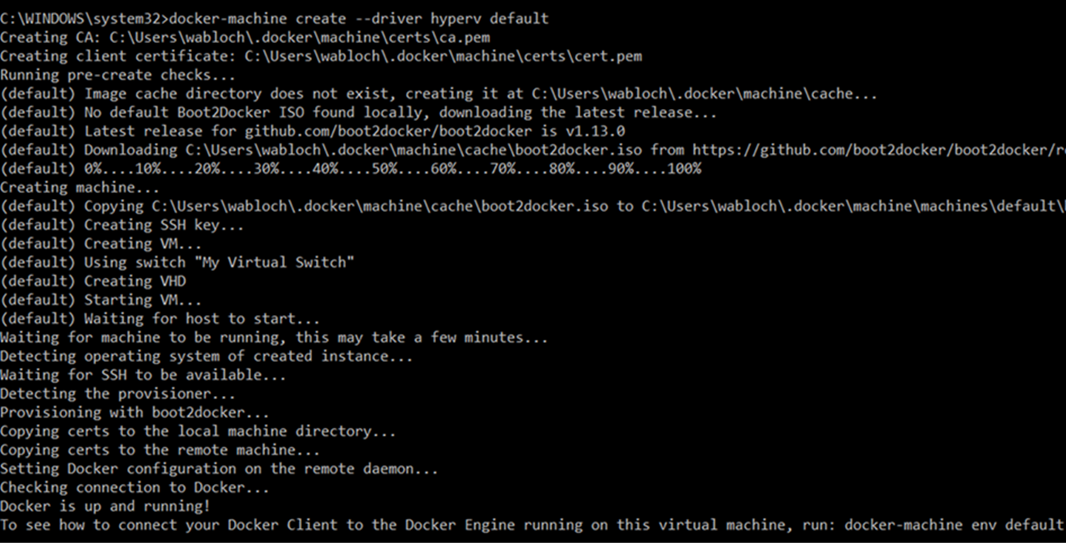 C:\WINDOWS\system32>docker-machine create --driver hyperv default
Creating CA: C:\Users\wabloch\.docker\machine\certs\ca.pem
Creating client certificate: C:\Users\wabloch\.docker\machine\certs\cert.pem
Running pre-create checks...
(default) Image cache directory does not exist, creating it at C:\Users\wabloch\.docker\machine\cache...
(default) No default Boot2Docker ISO found locally, downloading the latest release...
(default) Latest release for github.com/boot2docker/boot2docker is v1.13.0
(default) Downloading C:\Users\wabloch\.docker\machine\cache\boot2docker.iso from https://github.com/boot2docker/boot2docker/r
(default) 0%....10%....20%....30%....40%....50%....60%....70%....80%....90%....100%
Creating machine...
(default) Copying C:\Users\wabloch\.docker\machine\cache\boot2docker.iso to C:\Users\wabloch\.docker\machine\machines\default\
(default) Creating SSH key...
(default) Creating VM...
(default) Using switch "My Virtual Switch"
(default) Creating VHD
(default) Starting VM...
(default) Waiting for host to start...
Waiting for machine to be running, this may take a few minutes...
Detecting operating system of created instance...
Waiting for SSH to be available...
Detecting the provisioner...
Provisioning with boot2docker...
Copying certs to the local machine directory...
Copying certs to the remote machine...
Setting Docker configuration on the remote daemon...
Checking connection to Docker...
Docker is up and running!
To see how to connect your Docker Client to the Docker Engine running on this virtual machine, run: docker-machine env default